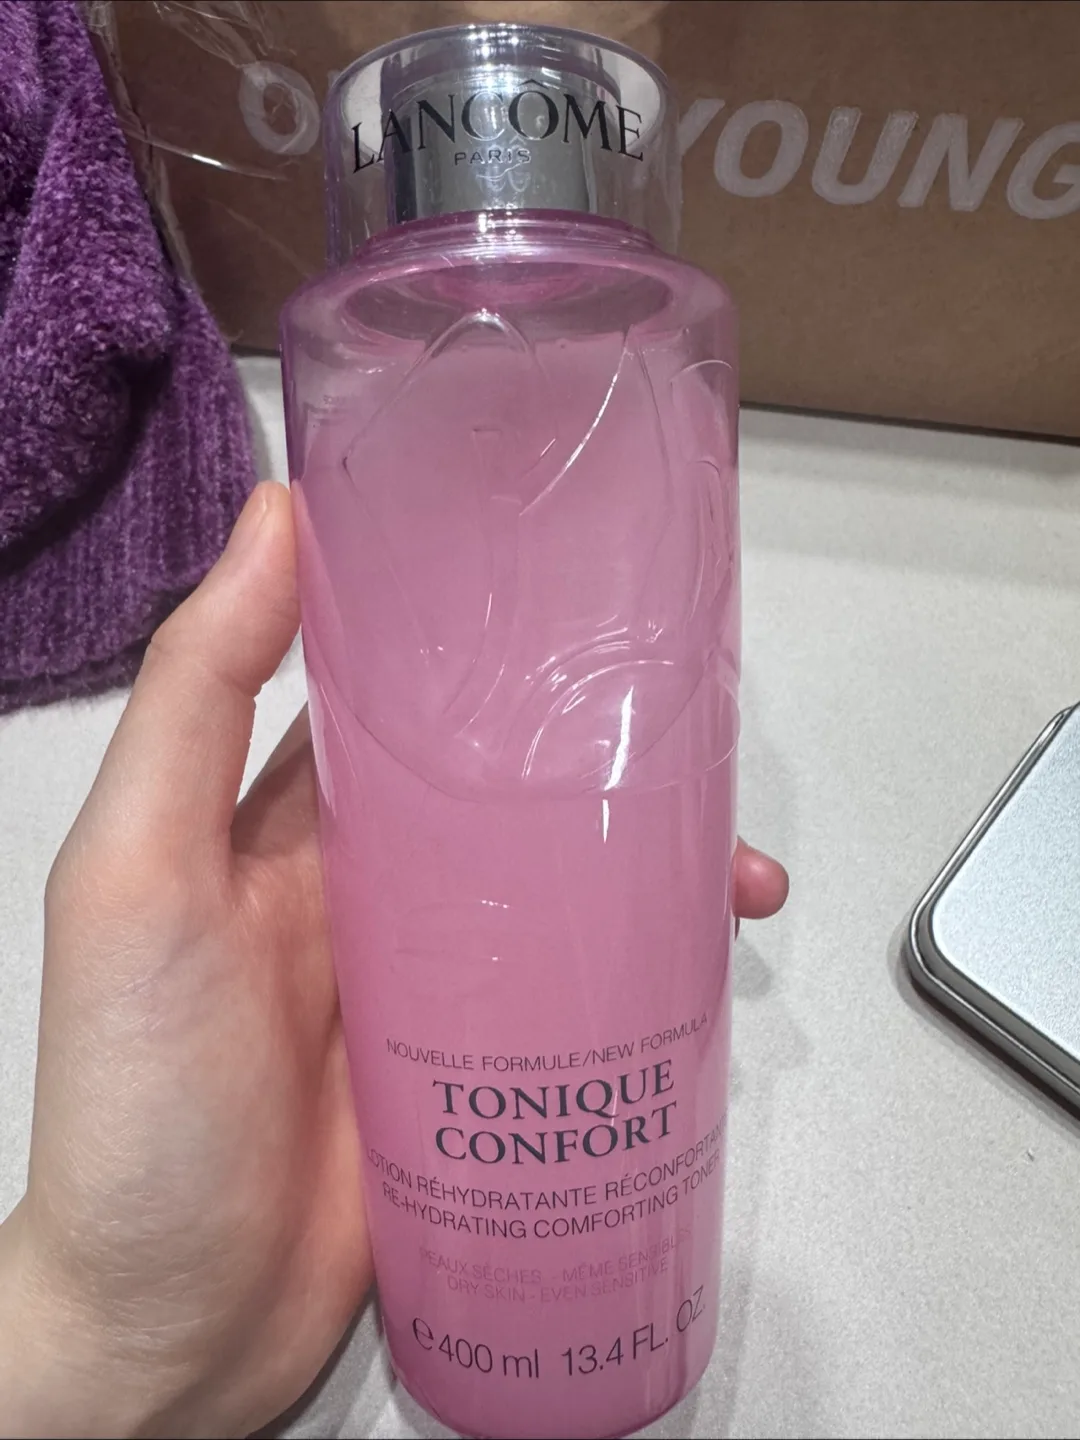 LANCÔME
PARIS
YOUNG
NOUVELLE FORMULE/NEW FORMULA
TONIQUE
CONFORT
LOTION RÉHYDRATANTE RÉCONFORTANTE
RE-HYDRATING COMFORTING TONER
PEAUX SÈCHES - MÊME SENSIBLES
DRY SKIN - EVEN SENSITIVE
e 400 ml 13.4 FL. OZ.